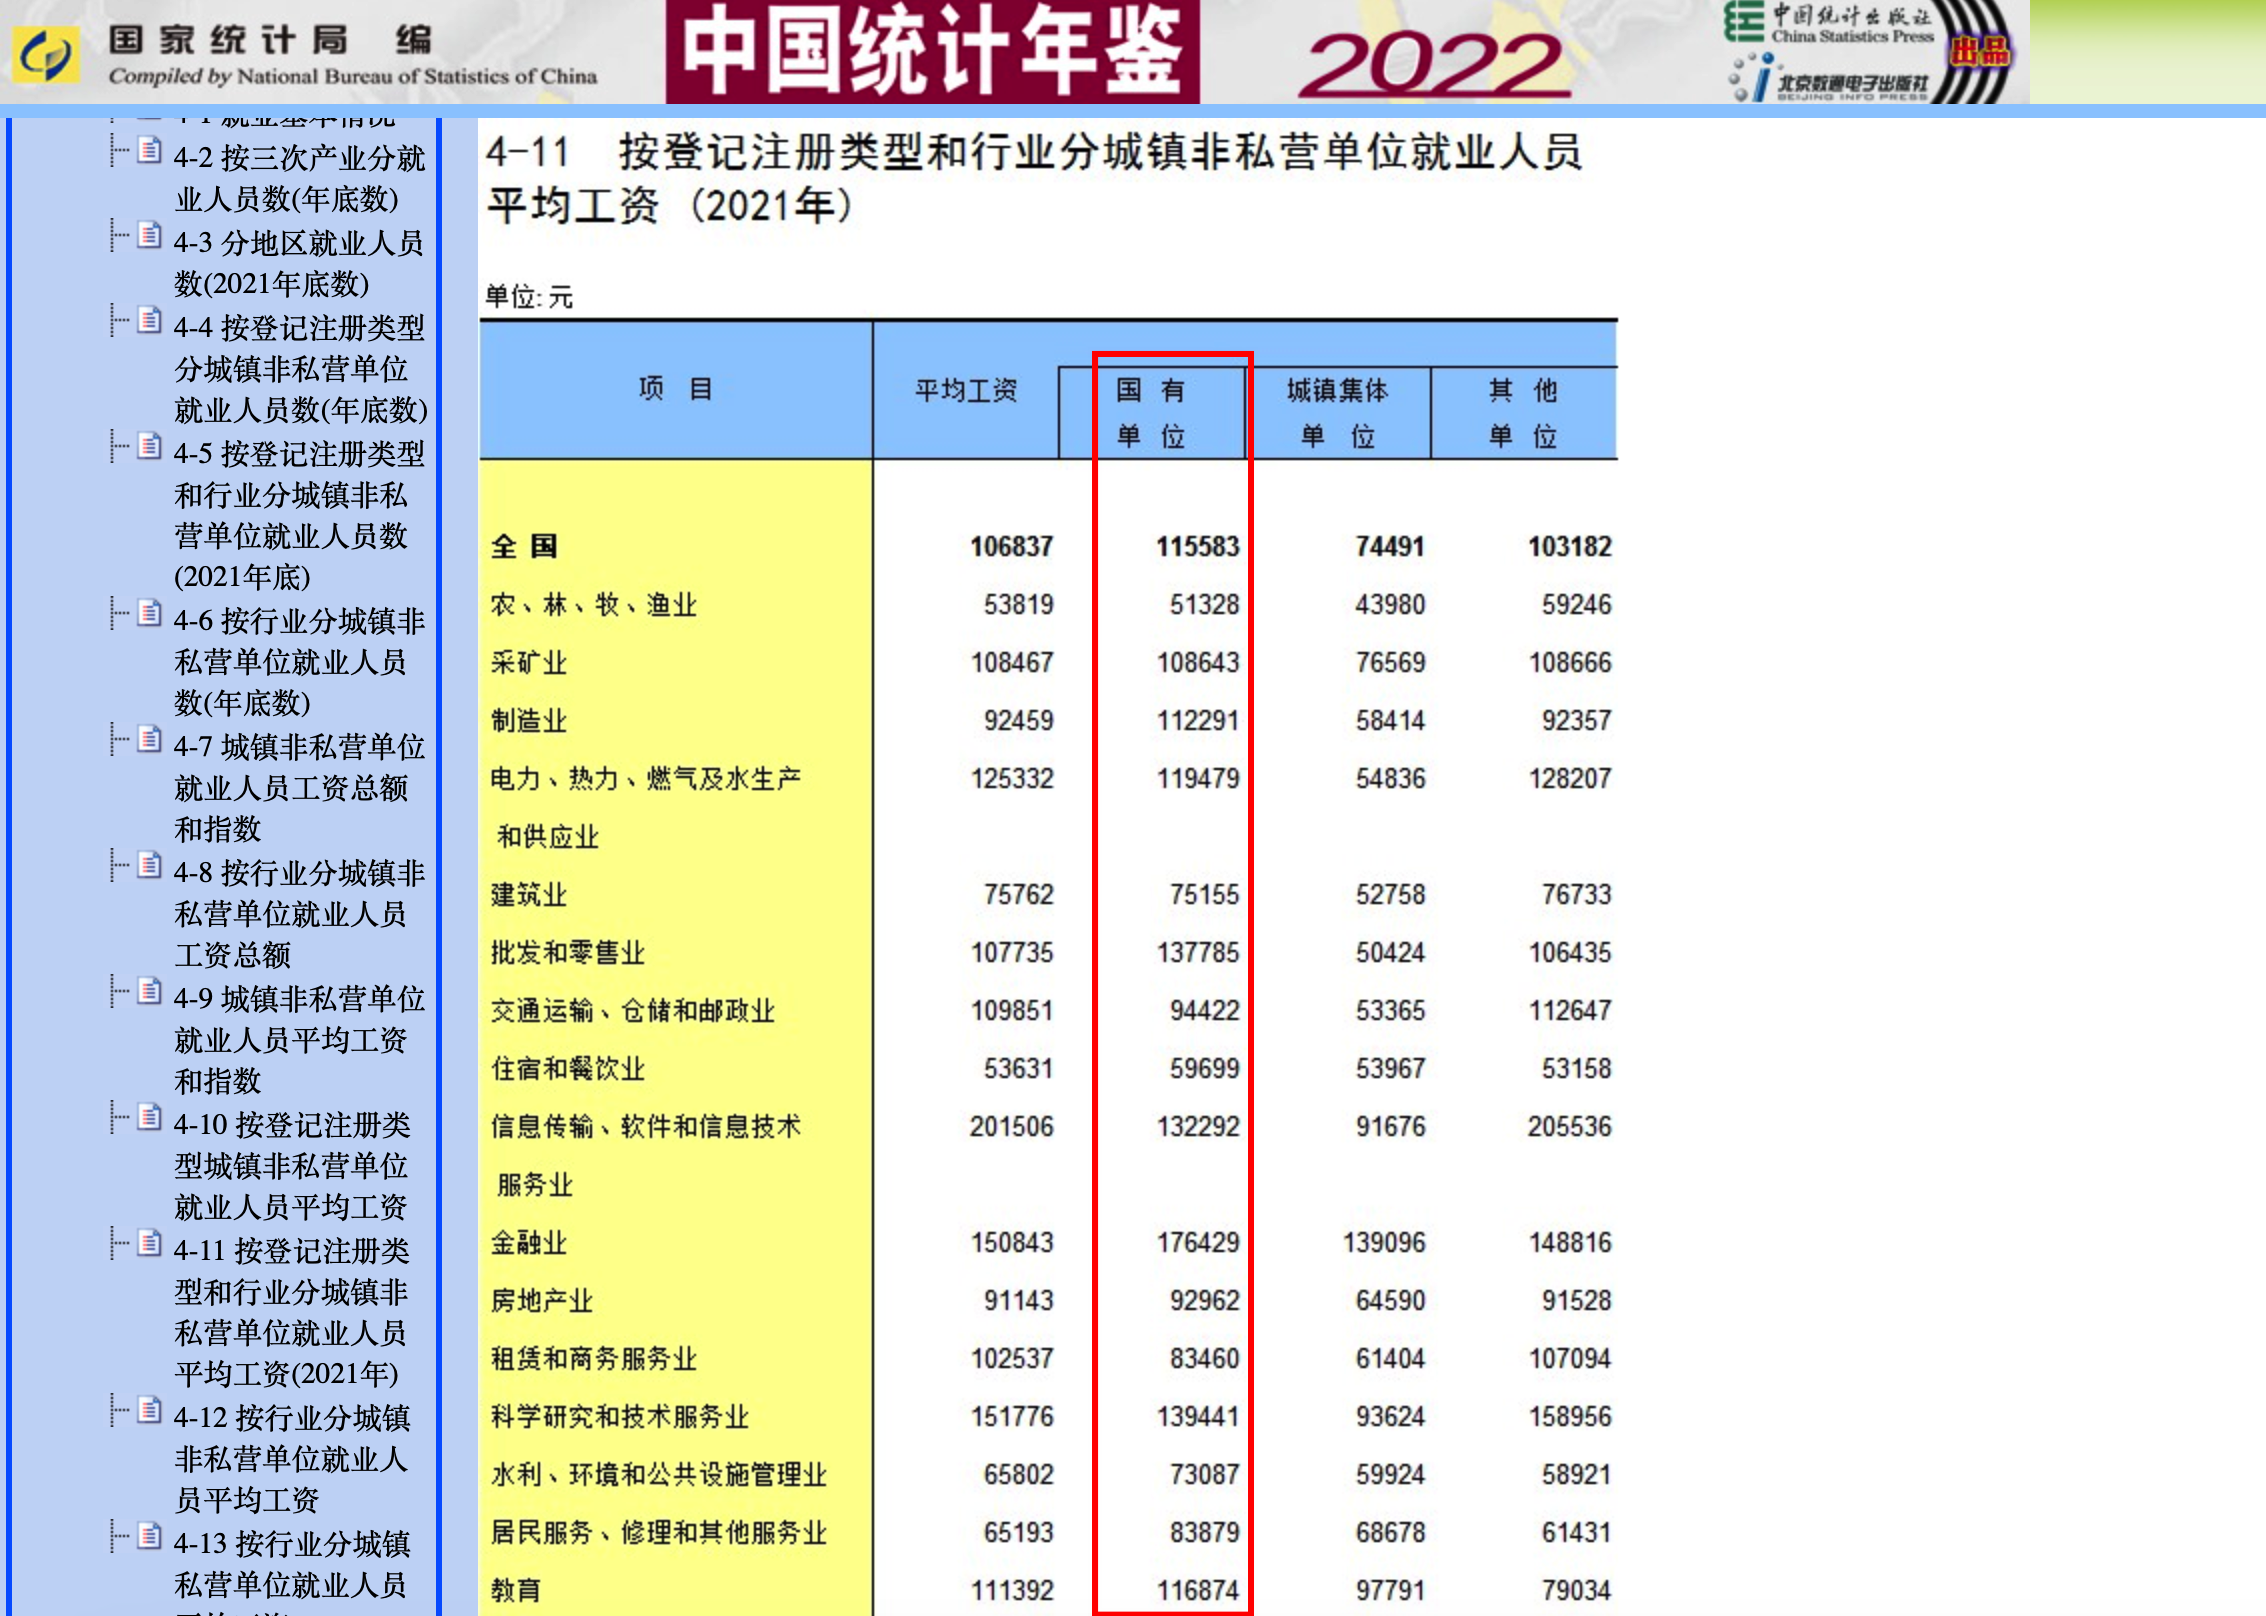 国家统计局 编
Compiled by National Bureau of Statistics of China
中国统计年鉴
2022
中国统计出版社
China Statistics Press
北京数通电子出版社
BEIJING INFO PRESS
出品
4-1 就业基本情况
4-2 按三次产业分就
业人员数(年底数)
4-3 分地区就业人员
数(2021年底数)
4-4 按登记注册类型
分城镇非私营单位
就业人员数(年底数)
4-5 按登记注册类型
和行业分城镇非私
营单位就业人员数
(2021年底)
4-6 按行业分城镇非
私营单位就业人员
数(年底数)
4-7 城镇非私营单位
就业人员工资总额
和指数
4-8 按行业分城镇非
私营单位就业人员
工资总额
4-9 城镇非私营单位
就业人员平均工资
和指数
4-10 按登记注册类
型城镇非私营单位
就业人员平均工资
4-11 按登记注册类
型和行业分城镇非
私营单位就业人员
平均工资(2021年)
4-12 按行业分城镇
非私营单位就业人
员平均工资
4-13 按行业分城镇
私营单位就业人员
4-11 按登记注册类型和行业分城镇非私营单位就业人员
平均工资（2021年）
单位:元
项 目 平均工资 国 有 城镇集体 其 他
单 位 单 位 单 位
全 国 106837 115583 74491 103182
农、林、牧、渔业 53819 51328 43980 59246
采矿业 108467 108643 76569 108666
制造业 92459 112291 58414 92357
电力、热力、燃气及水生产 125332 119479 54836 128207
和供应业
建筑业 75762 75155 52758 76733
批发和零售业 107735 137785 50424 106435
交通运输、仓储和邮政业 109851 94422 53365 112647
住宿和餐饮业 53631 59699 53967 53158
信息传输、软件和信息技术 201506 132292 91676 205536
服务业
金融业 150843 176429 139096 148816
房地产业 91143 92962 64590 91528
租赁和商务服务业 102537 83460 61404 107094
科学研究和技术服务业 151776 139441 93624 158956
水利、环境和公共设施管理业 65802 73087 59924 58921
居民服务、修理和其他服务业 65193 83879 68678 61431
教育 111392 116874 97791 79034